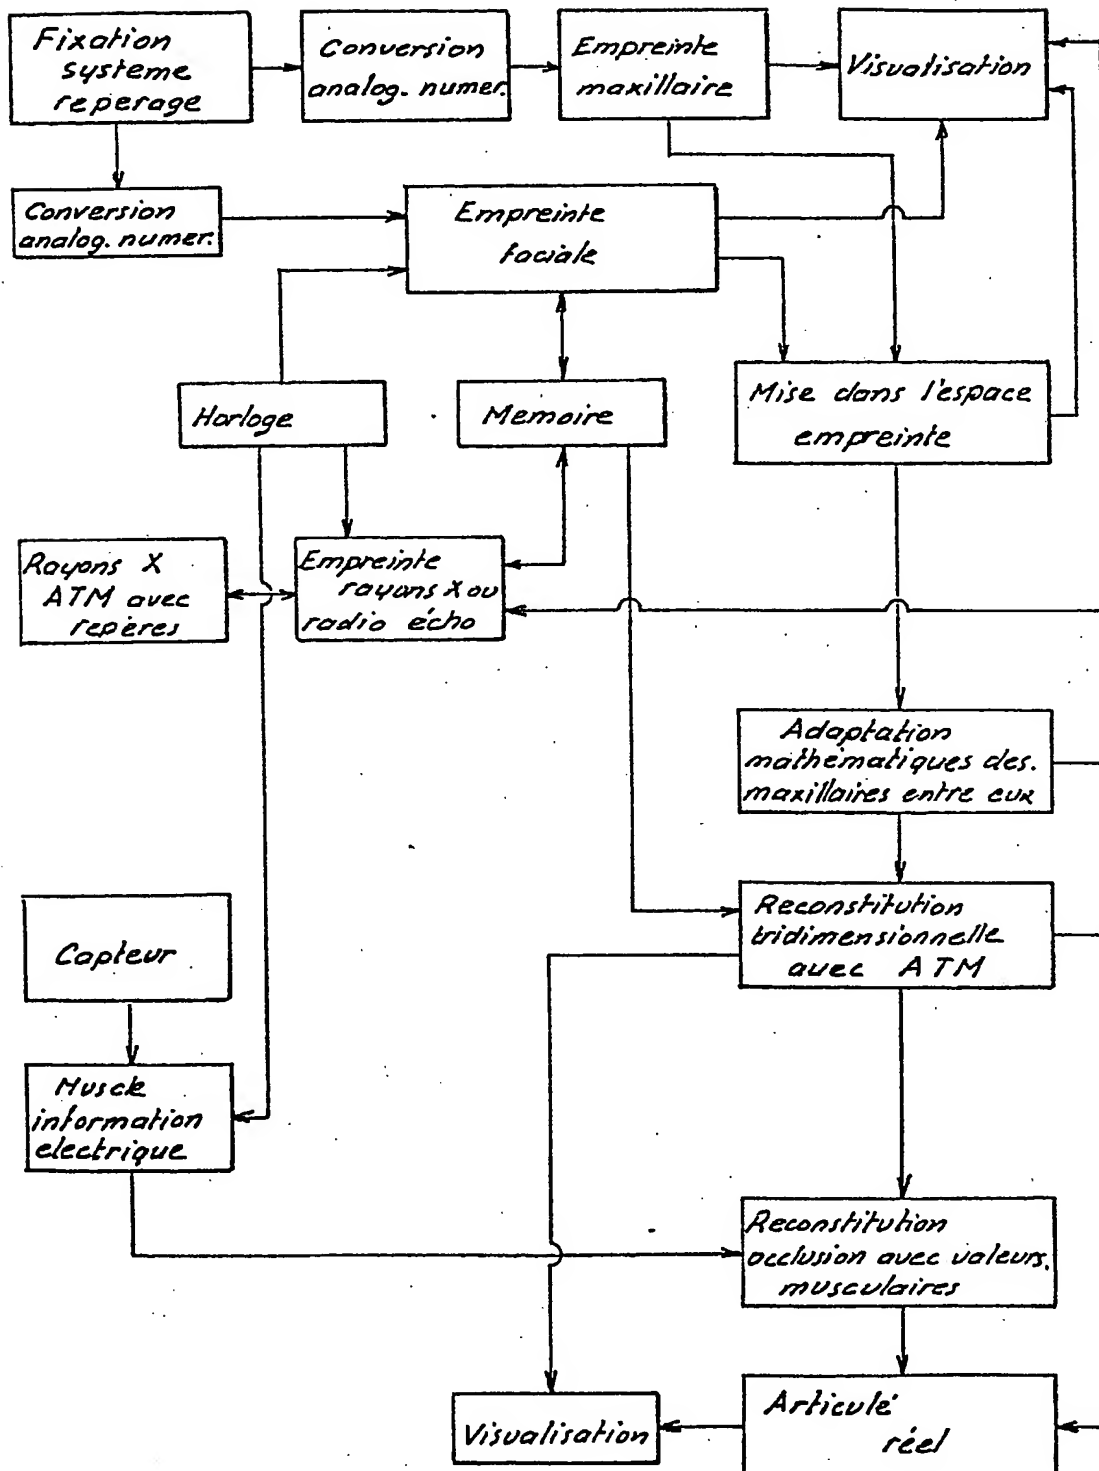 Fixation
systeme
reperage
Conversion
analog. numer.
Empreinte
maxillaire
Visualisation
Conversion
analog. numer.
Empreinte
faciale
Horloge
Memoire
Mise dans l'espace
empreinte
Rayons X
ATM avec
repères
Empreinte
rayons x ou
radio écho
Adaptation
mathématiques des.
maxillaires entre eux
Capteur
Reconstitution
tridimensionnelle
avec ATM
Muscle
information
electrique
Reconstitution
occlusion avec valeurs.
musculaires
Visualisation
Articulé
réel